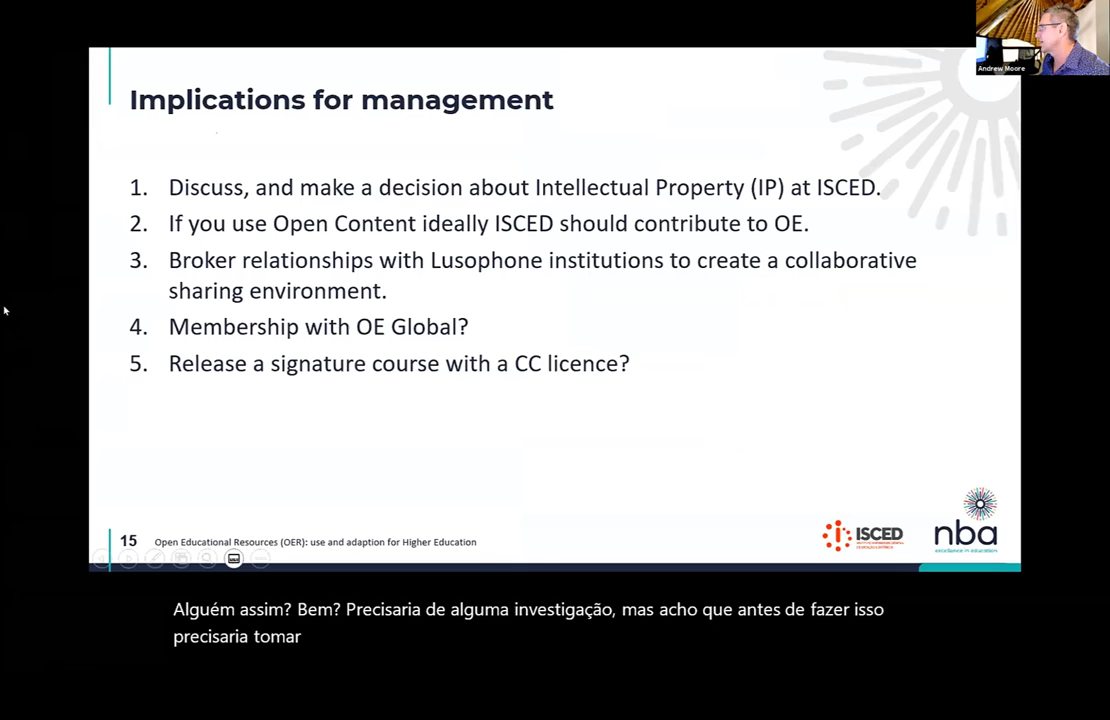 Andrew Moore
Implications for management
1. Discuss, and make a decision about Intellectual Property (IP) at ISCED.
2. If you use Open Content ideally ISCED should contribute to OE.
3. Broker relationships with Lusophone institutions to create a collaborative
sharing environment.
4. Membership with OE Global?
5. Release a signature course with a CC licence?
15 Open Educational Resources (OER): use and adaption for Higher Education
ISCED
nba
excellence in education
Alguém assim? Bem? Precisaria de alguma investigação, mas acho que antes de fazer isso
precisaria tomar